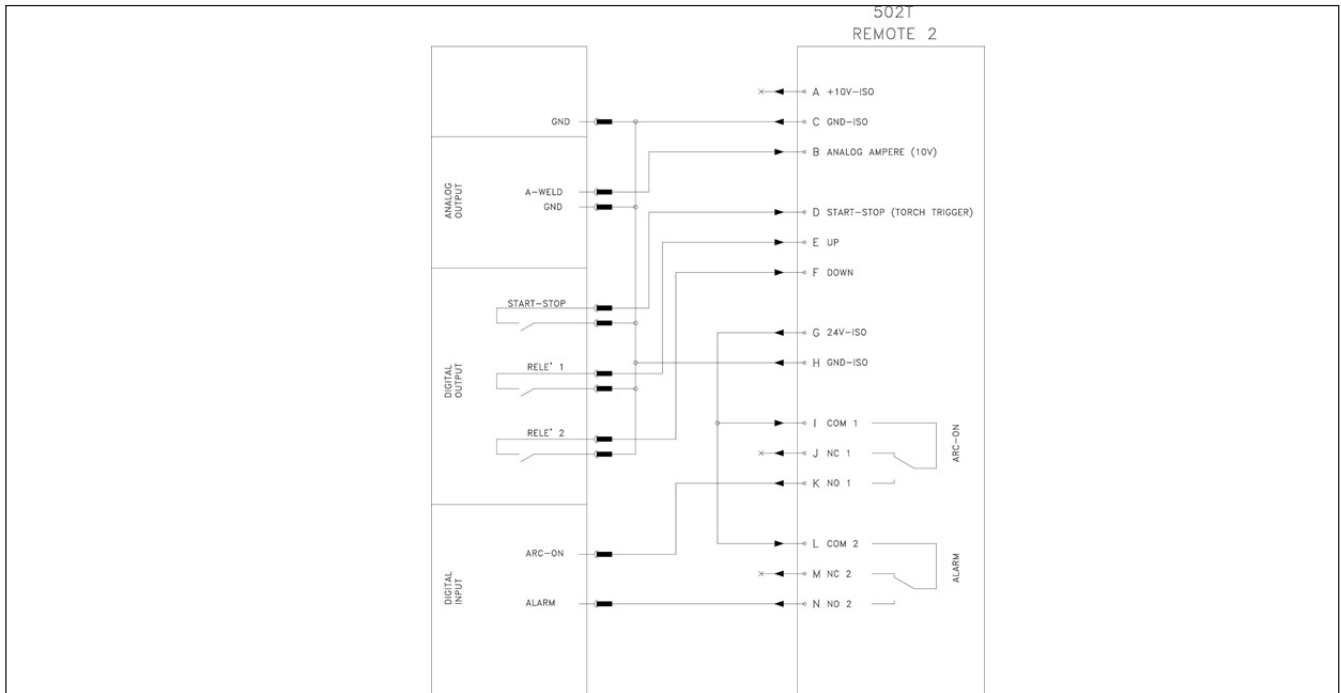 502T
REMOTE 2
GND
ANALOG
OUTPUT
A-WELD
GND
DIGITAL
OUTPUT
START-STOP
RELE' 1
RELE' 2
DIGITAL
INPUT
ARC-ON
ALARM
A +10V-ISO
C GND-ISO
B ANALOG AMPERE (10V)
D START-STOP (TORCH TRIGGER)
E UP
F DOWN
G 24V-ISO
H GND-ISO
I COM 1
J NC 1
K NO 1
ARC-ON
L COM 2
M NC 2
N NO 2
ALARM